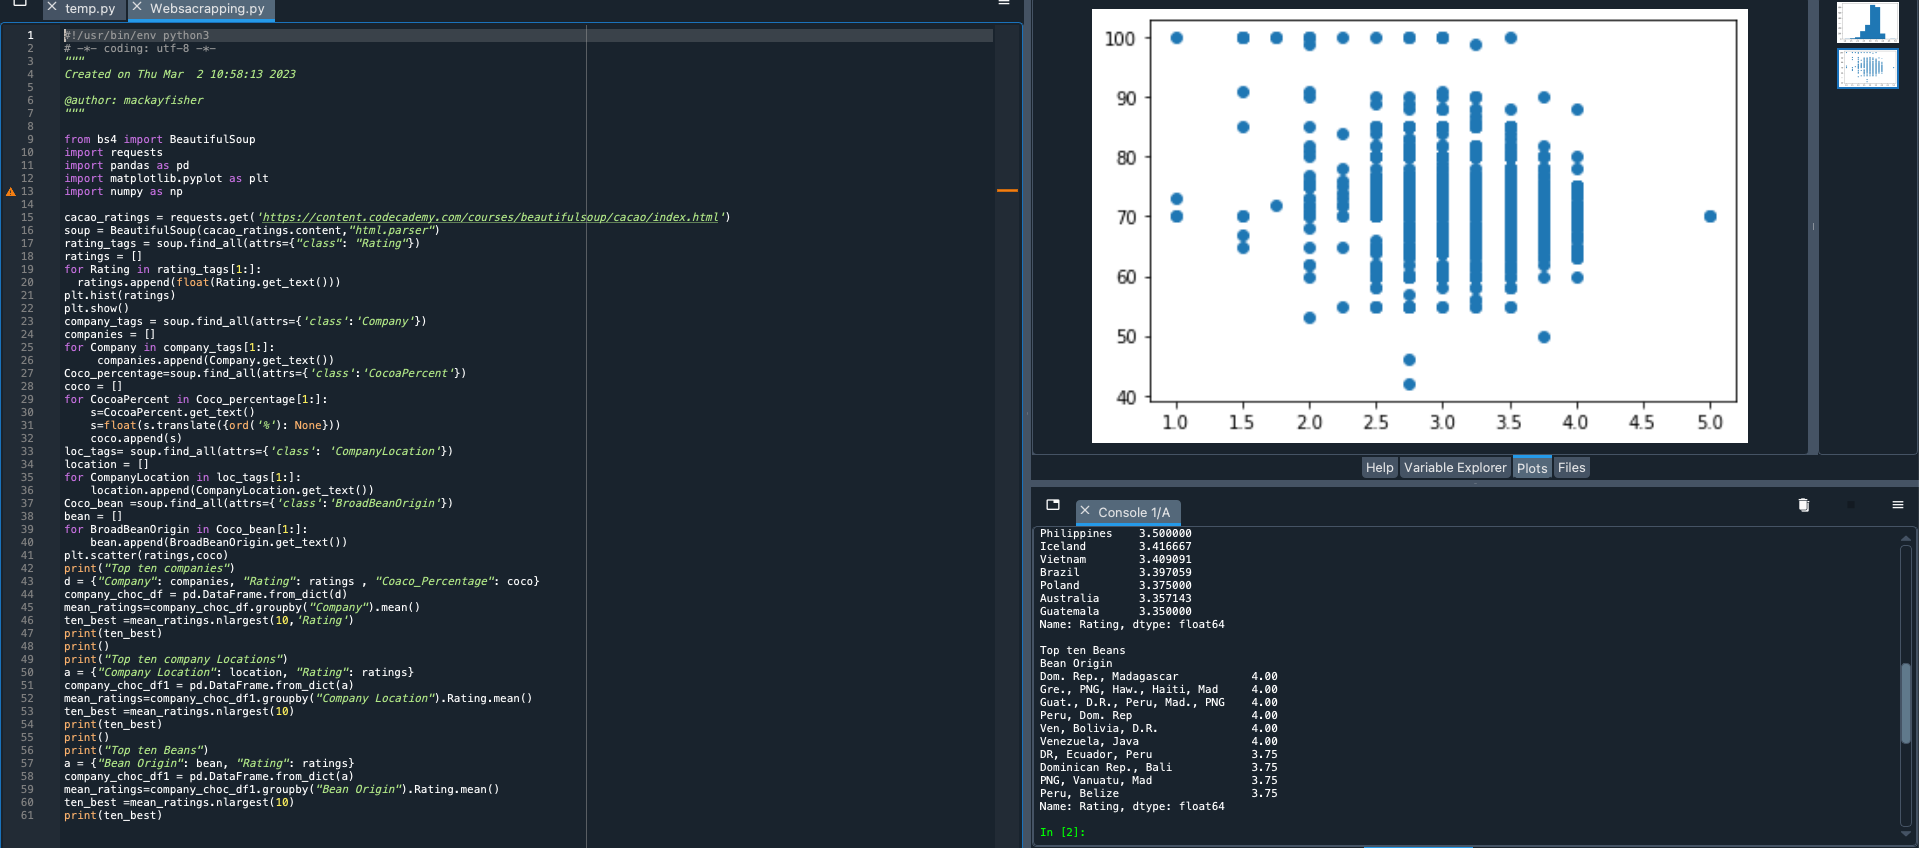 temp.py
Websacrapping.py
1 #!/usr/bin/env python3
2 # -*- coding: utf-8 -*-
3 """
4 Created on Thu Mar  2 10:58:13 2023
5
6 @author: mackayfisher
7 """
8
9 from bs4 import BeautifulSoup
10 import requests
11 import pandas as pd
12 import matplotlib.pyplot as plt
13 import numpy as np
14
15 cacao_ratings = requests.get('https://content.codecademy.com/courses/beautifulsoup/cacao/index.html')
16 soup = BeautifulSoup(cacao_ratings.content,"html.parser")
17 rating_tags = soup.find_all(attrs={"class": "Rating"})
18 ratings = []
19 for Rating in rating_tags[1:]:
20   ratings.append(float(Rating.get_text()))
21 plt.hist(ratings)
22 plt.show()
23 company_tags = soup.find_all(attrs={'class':'Company'})
24 companies = []
25 for Company in company_tags[1:]:
26      companies.append(Company.get_text())
27 Coco_percentage=soup.find_all(attrs={'class':'CocoaPercent'})
28 coco = []
29 for CocoaPercent in Coco_percentage[1:]:
30     s=CocoaPercent.get_text()
31     s=float(s.translate({ord('%'): None}))
32     coco.append(s)
33 loc_tags= soup.find_all(attrs={'class': 'CompanyLocation'})
34 location = []
35 for CompanyLocation in loc_tags[1:]:
36     location.append(CompanyLocation.get_text())
37 Coco_bean =soup.find_all(attrs={'class':'BroadBeanOrigin'})
38 bean = []
39 for BroadBeanOrigin in Coco_bean[1:]:
40     bean.append(BroadBeanOrigin.get_text())
41 plt.scatter(ratings,coco)
42 print("Top ten companies")
43 d = {"Company": companies, "Rating": ratings , "Coaco_Percentage": coco}
44 company_choc_df = pd.DataFrame.from_dict(d)
45 mean_ratings=company_choc_df.groupby("Company").mean()
46 ten_best =mean_ratings.nlargest(10,'Rating')
47 print(ten_best)
48 print()
49 print("Top ten company Locations")
50 a = {"Company Location": location, "Rating": ratings}
51 company_choc_df1 = pd.DataFrame.from_dict(a)
52 mean_ratings=company_choc_df1.groupby("Company Location").Rating.mean()
53 ten_best =mean_ratings.nlargest(10)
54 print(ten_best)
55 print()
56 print("Top ten Beans")
57 a = {"Bean Origin": bean, "Rating": ratings}
58 company_choc_df1 = pd.DataFrame.from_dict(a)
59 mean_ratings=company_choc_df1.groupby("Bean Origin").Rating.mean()
60 ten_best =mean_ratings.nlargest(10)
61 print(ten_best)
100
90
80
70
60
50
40
1.0 1.5 2.0 2.5 3.0 3.5 4.0 4.5 5.0
Help Variable Explorer Plots Files
Console 1/A
Philippines    3.500000
Iceland        3.416667
Vietnam        3.409091
Brazil         3.397059
Poland         3.375000
Australia      3.357143
Guatemala      3.350000
Name: Rating, dtype: float64
Top ten Beans
Bean Origin
Dom. Rep., Madagascar           4.00
Gre., PNG, Haw., Haiti, Mad     4.00
Guat., D.R., Peru, Mad., PNG    4.00
Peru, Dom. Rep                  4.00
Ven, Bolivia, D.R.              4.00
Venezuela, Java                 4.00
DR, Ecuador, Peru               3.75
Dominican Rep., Bali            3.75
PNG, Vanuatu, Mad               3.75
Peru, Belize                    3.75
Name: Rating, dtype: float64
In [2]: